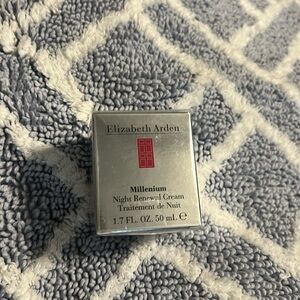 Elizabeth Arden
Millenium
Night Renewal Cream
Traitement de Nuit
1.7 FL. OZ. 50 mL ℮